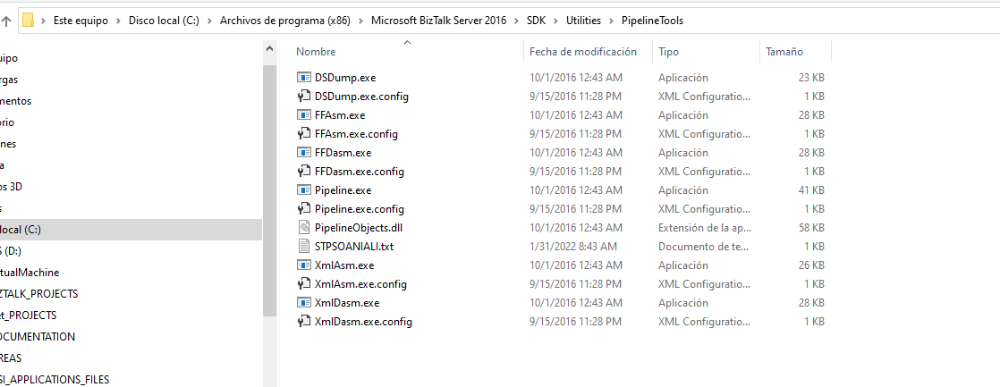 Este equipo > Disco local (C:) > Archivos de programa (x86) > Microsoft BizTalk Server 2016 > SDK > Utilities > PipelineTools
Nombre Fecha de modificación Tipo Tamaño
uipo
rgas
mentos
orio
nes
a
os 3D
s
local (C:)
S (D:)
rtualMachine
ZTALK_PROJECTS
et_PROJECTS
OCUMENTATION
REAS
SI_APPLICATIONS_FILES
DSDump.exe 10/1/2016 12:43 AM Aplicación 23 KB
DSDump.exe.config 9/15/2016 11:28 PM XML Configuratio... 1 KB
FFAsm.exe 10/1/2016 12:43 AM Aplicación 28 KB
FFAsm.exe.config 9/15/2016 11:28 PM XML Configuratio... 1 KB
FFDasm.exe 10/1/2016 12:43 AM Aplicación 28 KB
FFDasm.exe.config 9/15/2016 11:28 PM XML Configuratio... 1 KB
Pipeline.exe 10/1/2016 12:43 AM Aplicación 41 KB
Pipeline.exe.config 9/15/2016 11:28 PM XML Configuratio... 1 KB
PipelineObjects.dll 10/1/2016 12:43 AM Extensión de la ap... 58 KB
STPSOANIALI.txt 1/31/2022 8:43 AM Documento de te... 1 KB
XmlAsm.exe 10/1/2016 12:43 AM Aplicación 26 KB
XmlAsm.exe.config 9/15/2016 11:28 PM XML Configuratio... 1 KB
XmlDasm.exe 10/1/2016 12:43 AM Aplicación 28 KB
XmlDasm.exe.config 9/15/2016 11:28 PM XML Configuratio... 1 KB